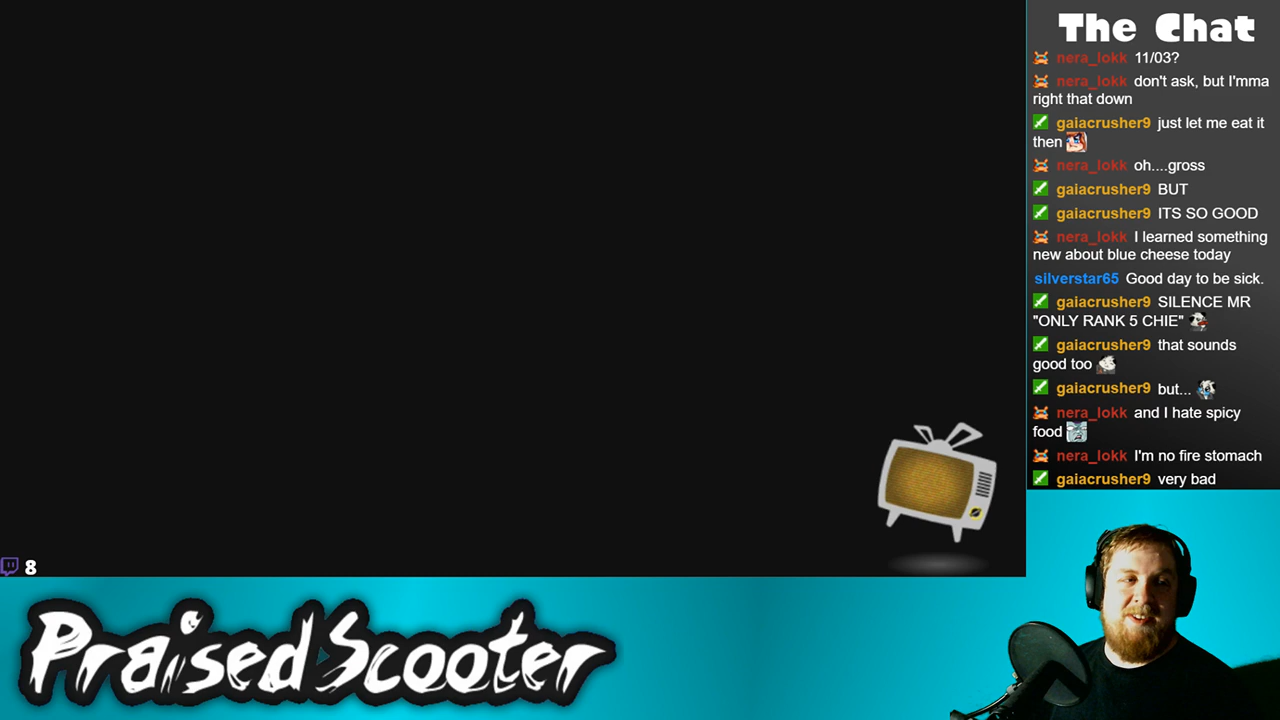 The Chat
nera_lokk 11/03?
nera_lokk don't ask, but I'mma
right that down
gaiacrusher9 just let me eat it
then
nera_lokk oh....gross
gaiacrusher9 BUT
gaiacrusher9 ITS SO GOOD
nera_lokk I learned something
new about blue cheese today
silverstar65 Good day to be sick.
gaiacrusher9 SILENCE MR
"ONLY RANK 5 CHIE"
gaiacrusher9 that sounds
good too
gaiacrusher9 but...
nera_lokk and I hate spicy
food
nera_lokk I'm no fire stomach
gaiacrusher9 very bad
8
PraisedScooter